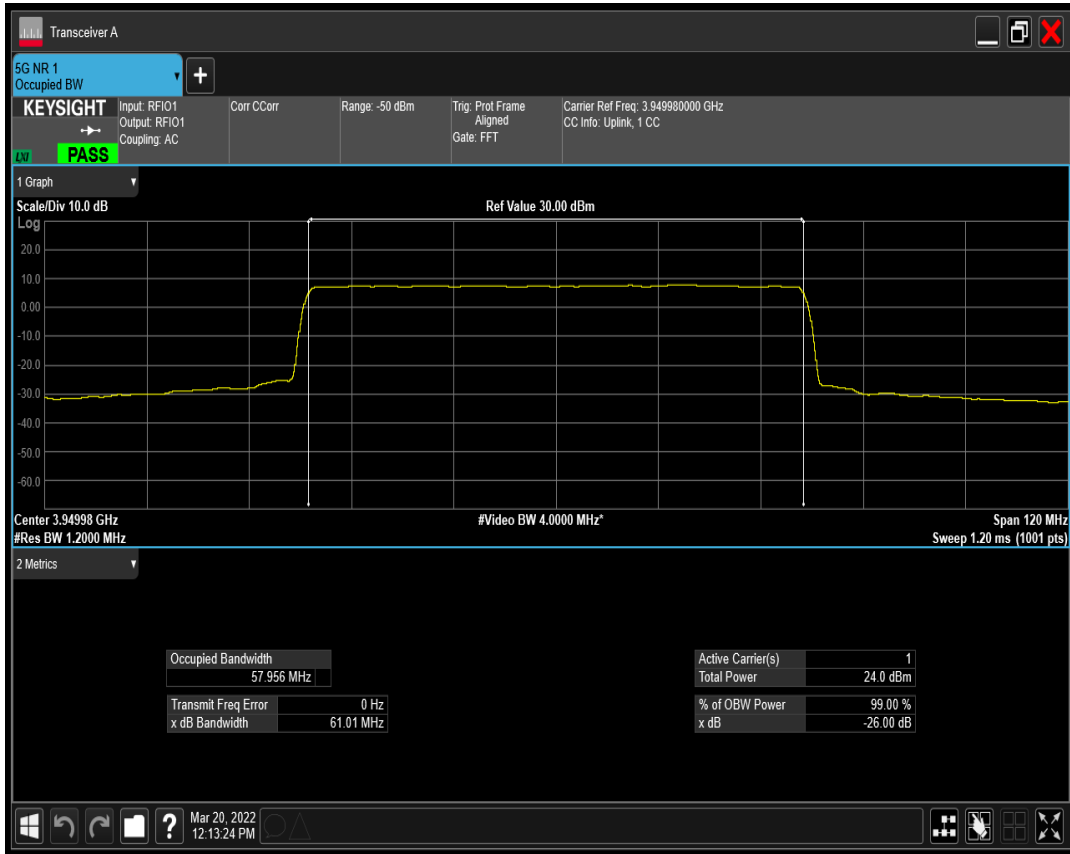 Transceiver A
5G NR 1
Occupied BW
+
KEYSIGHT
LXI
PASS
Input: RFIO1
Output: RFIO1
Coupling: AC
Corr CCorr
Range: -50 dBm
Trig: Prot Frame
Aligned
Gate: FFT
Carrier Ref Freq: 3.949980000 GHz
CC Info: Uplink, 1 CC
1 Graph
Scale/Div 10.0 dB
Ref Value 30.00 dBm
Log
20.0
10.0
0.00
-10.0
-20.0
-30.0
-40.0
-50.0
-60.0
Center 3.94998 GHz
#Video BW 4.0000 MHz*
Span 120 MHz
#Res BW 1.2000 MHz
Sweep 1.20 ms (1001 pts)
2 Metrics
Occupied Bandwidth
57.956 MHz
Transmit Freq Error 0 Hz
x dB Bandwidth 61.01 MHz
Active Carrier(s) 1
Total Power 24.0 dBm
% of OBW Power 99.00 %
x dB -26.00 dB
?
Mar 20, 2022
12:13:24 PM